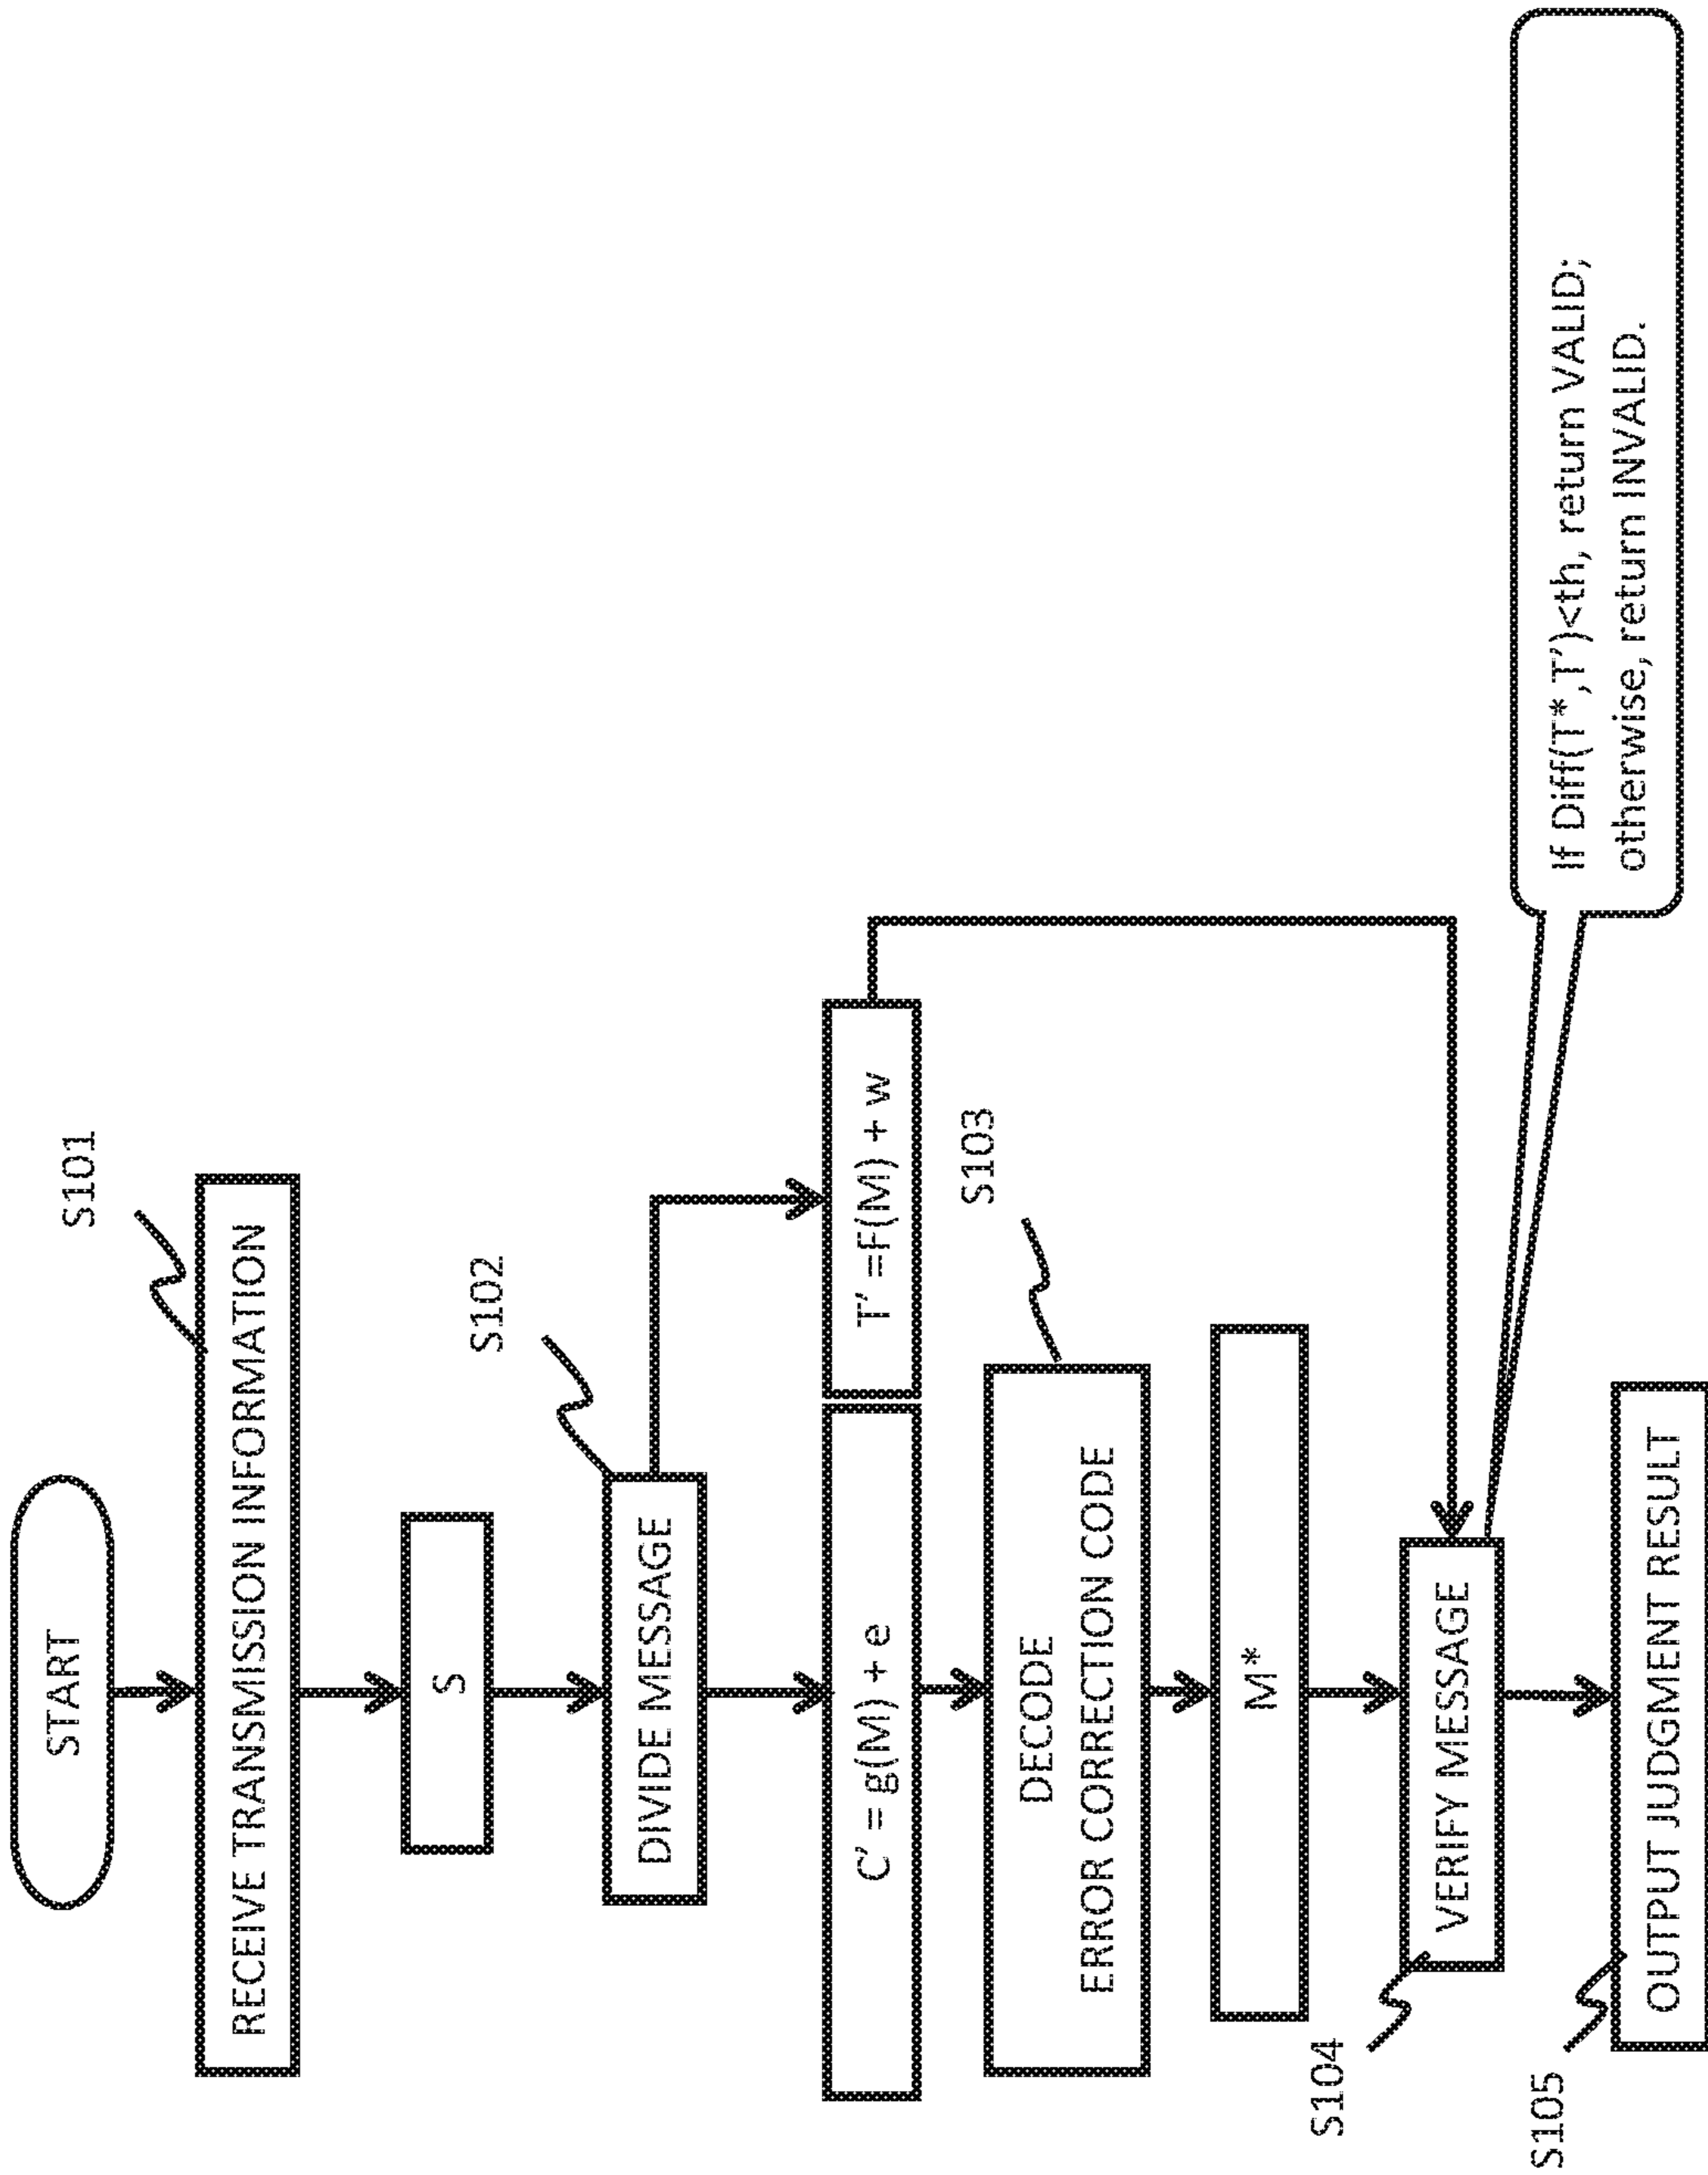 START
S101
RECEIVE TRANSMISSION INFORMATION
S
S102
DIVIDE MESSAGE
C' = g(M) + e
T' =F(M) + w
S103
DECODE
ERROR CORRECTION CODE
M*
S104
VERIFY MESSAGE
If Diff(T*,T')<th, return VALID;
otherwise, return INVALID.
S105
OUTPUT JUDGMENT RESULT